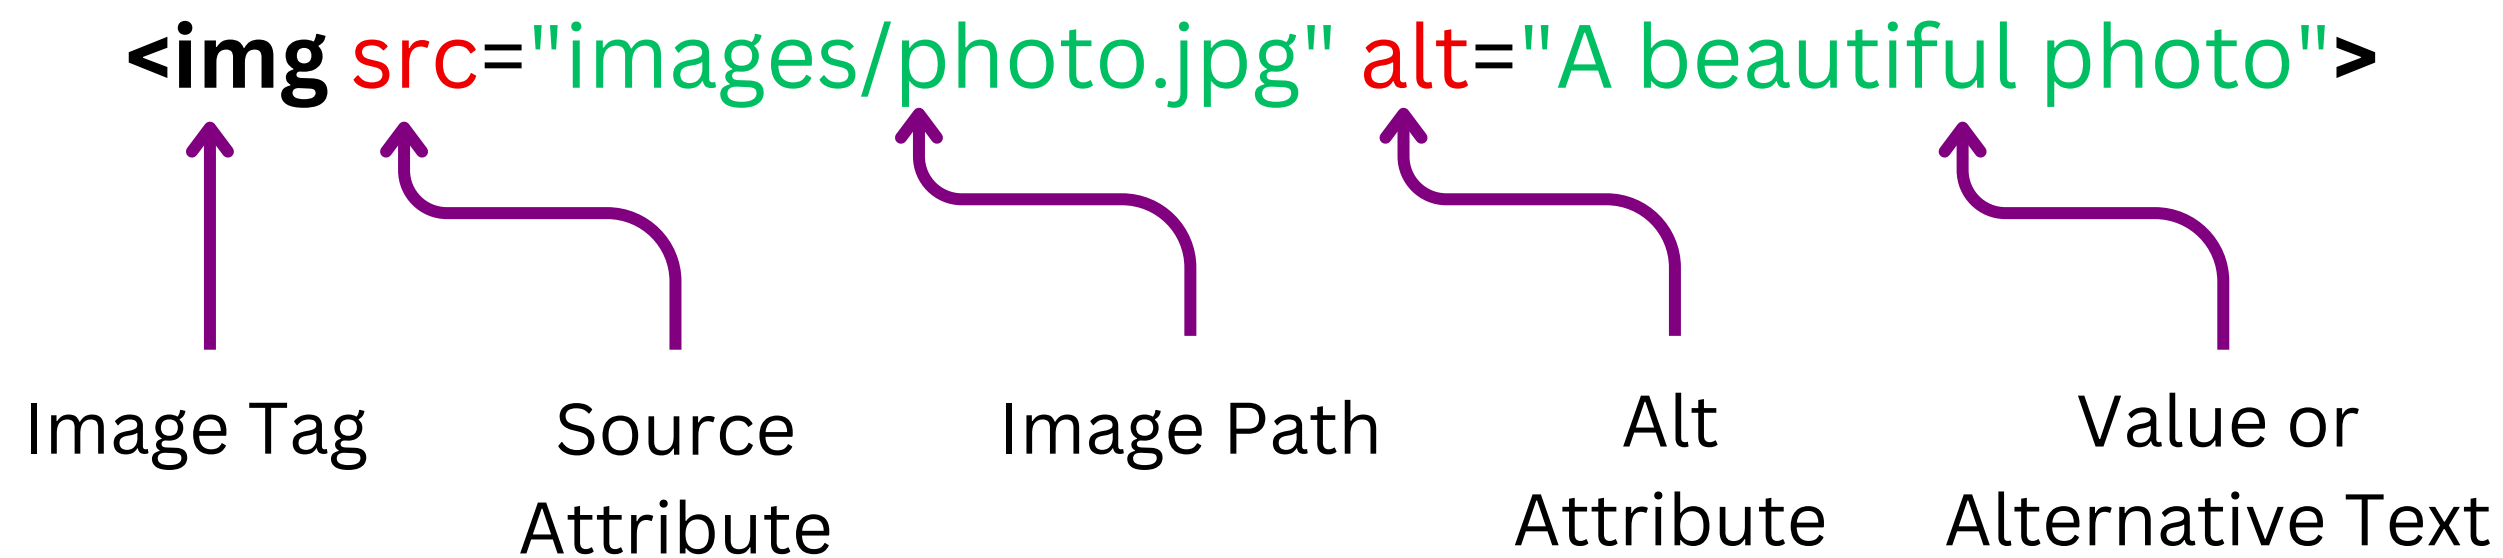 <img src="images/photo.jpg" alt="A beautiful photo">
Image Tag
Source
Attribute
Image Path
Alt
Attribute
Value or
Alternative Text